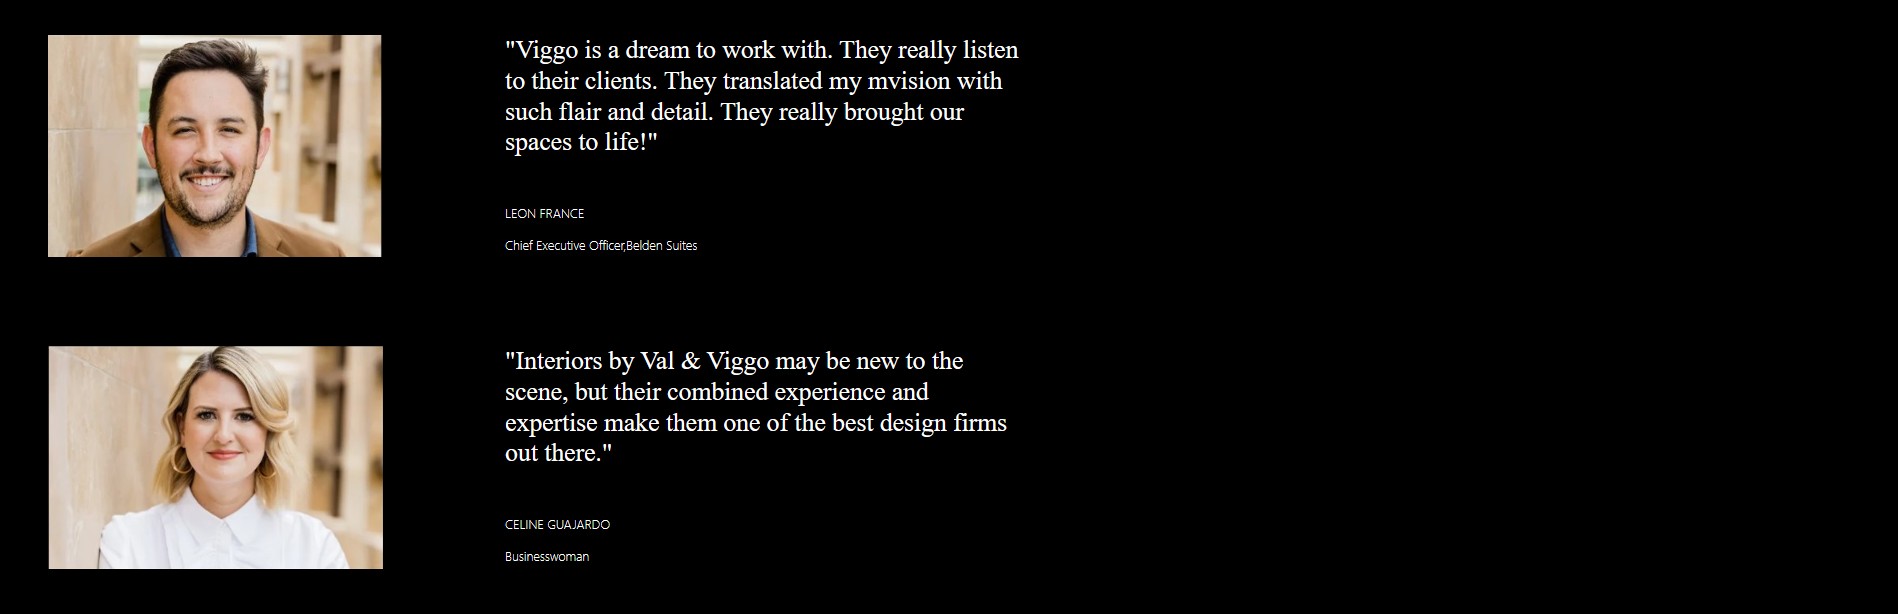 "Viggo is a dream to work with. They really listen
to their clients. They translated my mvision with
such flair and detail. They really brought our
spaces to life!"
LEON FRANCE
Chief Executive Officer,Belden Suites
"Interiors by Val & Viggo may be new to the
scene, but their combined experience and
expertise make them one of the best design firms
out there."
CELINE GUAJARDO
Businesswoman